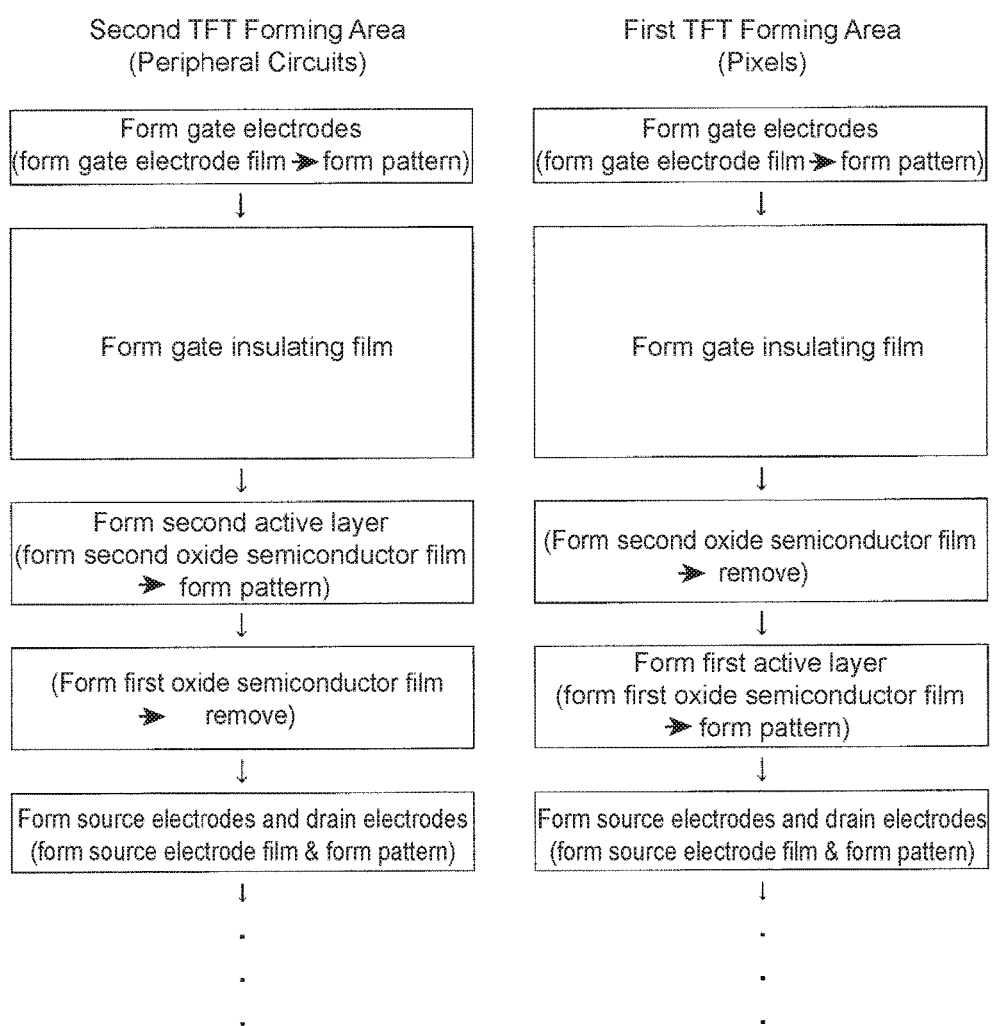 Second TFT Forming Area
(Peripheral Circuits)
Form gate electrodes
(form gate electrode film ➔ form pattern)
↓
Form gate insulating film
↓
Form second active layer
(form second oxide semiconductor film
➔ form pattern)
↓
(Form first oxide semiconductor film
➔ remove)
↓
Form source electrodes and drain electrodes
(form source electrode film & form pattern)
↓
.
.
.
First TFT Forming Area
(Pixels)
Form gate electrodes
(form gate electrode film ➔ form pattern)
↓
Form gate insulating film
↓
(Form second oxide semiconductor film
➔ remove)
↓
Form first active layer
(form first oxide semiconductor film
➔ form pattern)
↓
Form source electrodes and drain electrodes
(form source electrode film & form pattern)
↓
.
.
.